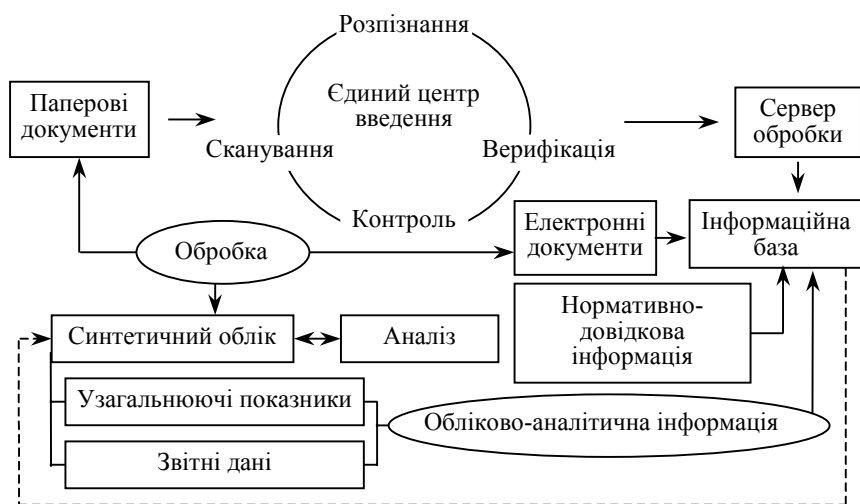 Розпізнання
Єдиний центр
введення
Паперові
документи
Сканування
Верифікація
Сервер
обробки
Контроль
Обробка
Електронні
документи
Інформаційна
база
Нормативно-
довідкова
інформація
Синтетичний облік
Аналіз
Узагальнюючі показники
Обліково-аналітична інформація
Звітні дані